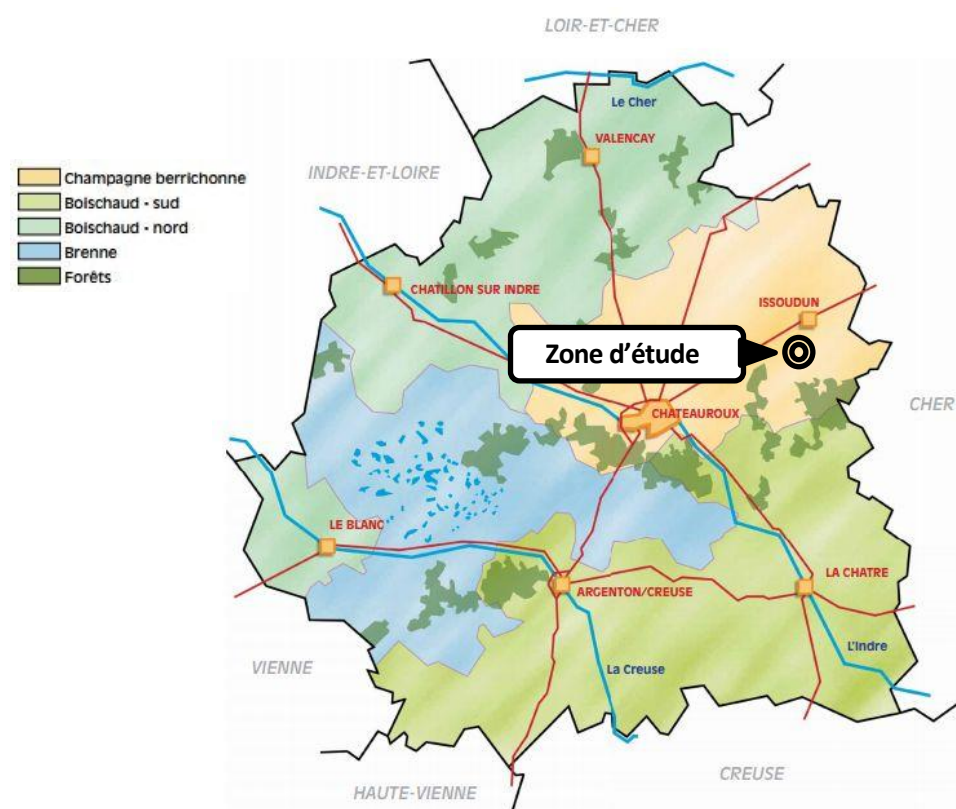 LOIR-ET-CHER
Le Cher
VALENCAY
INDRE-ET-LOIRE
Champagne berrichonne
Boischaud - sud
Boischaud - nord
Brenne
Forêts
CHATILLON SUR INDRE
ISSOUDUN
Zone d'étude
CHATEAUROUX
CHER
LE BLANC
ARGENTON/CREUSE
LA CHATRE
L'Indre
VIENNE
La Creuse
CREUSE
HAUTE-VIENNE